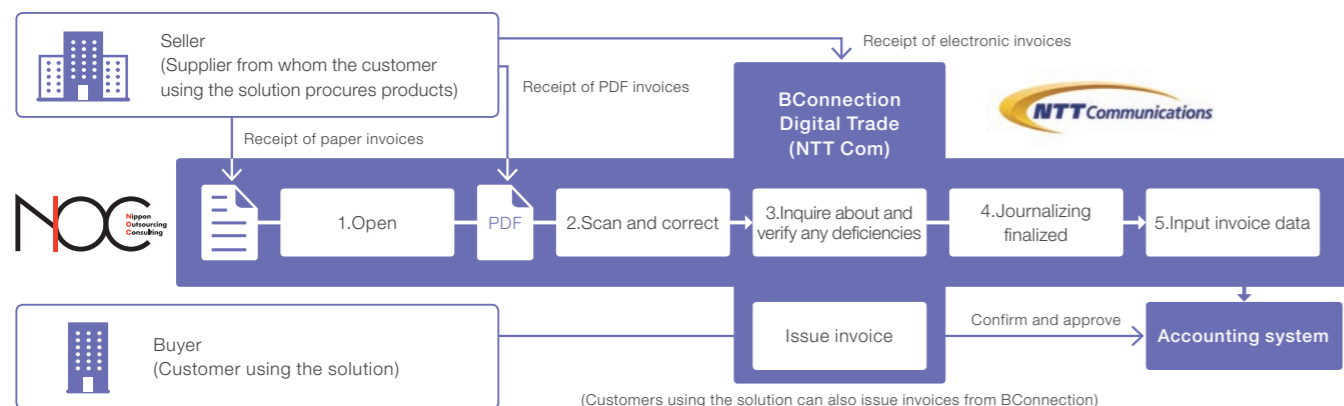 Seller
(Supplier from whom the customer
using the solution procures products)
Receipt of electronic invoices
Receipt of PDF invoices
Receipt of paper invoices
BConnection
Digital Trade
(NTT Com)
NTT Communications
NOC
Nippon
Outsourcing
Consulting
1.Open
PDF
2.Scan and correct
3.Inquire about and
verify any deficiencies
4.Journalizing
finalized
5.Input invoice data
Buyer
(Customer using the solution)
Issue invoice
Confirm and approve
Accounting system
(Customers using the solution can also issue invoices from BConnection)